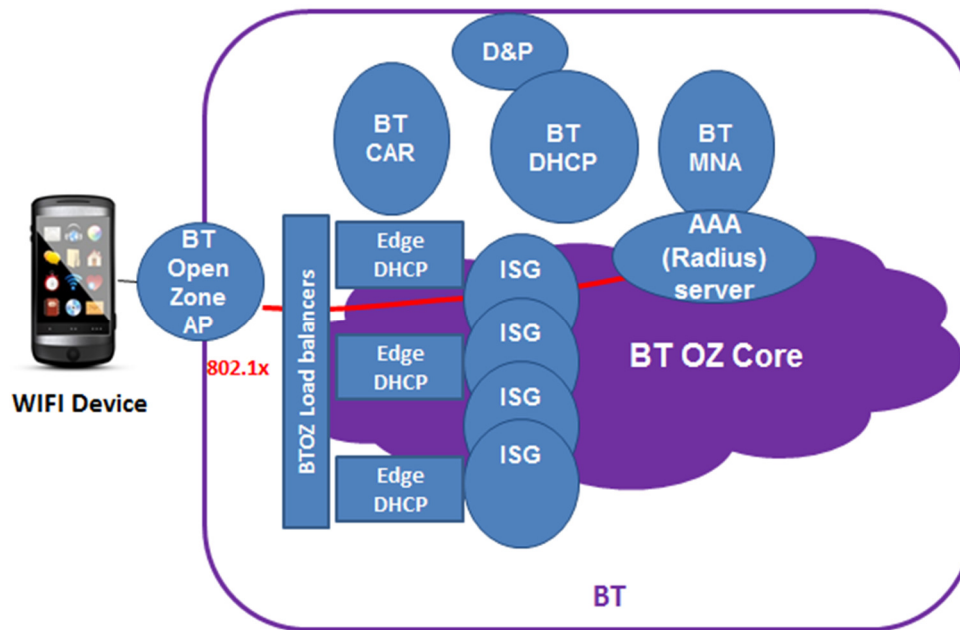 D&P
BT
CAR
BT
DHCP
BT
MNA
BT
Open
Zone
AP
BTOZ Load balancers
Edge
DHCP
ISG
AAA
(Radius)
server
ISG
Edge
DHCP
BT OZ Core
802.1x
WIFI Device
ISG
ISG
Edge
DHCP
BT